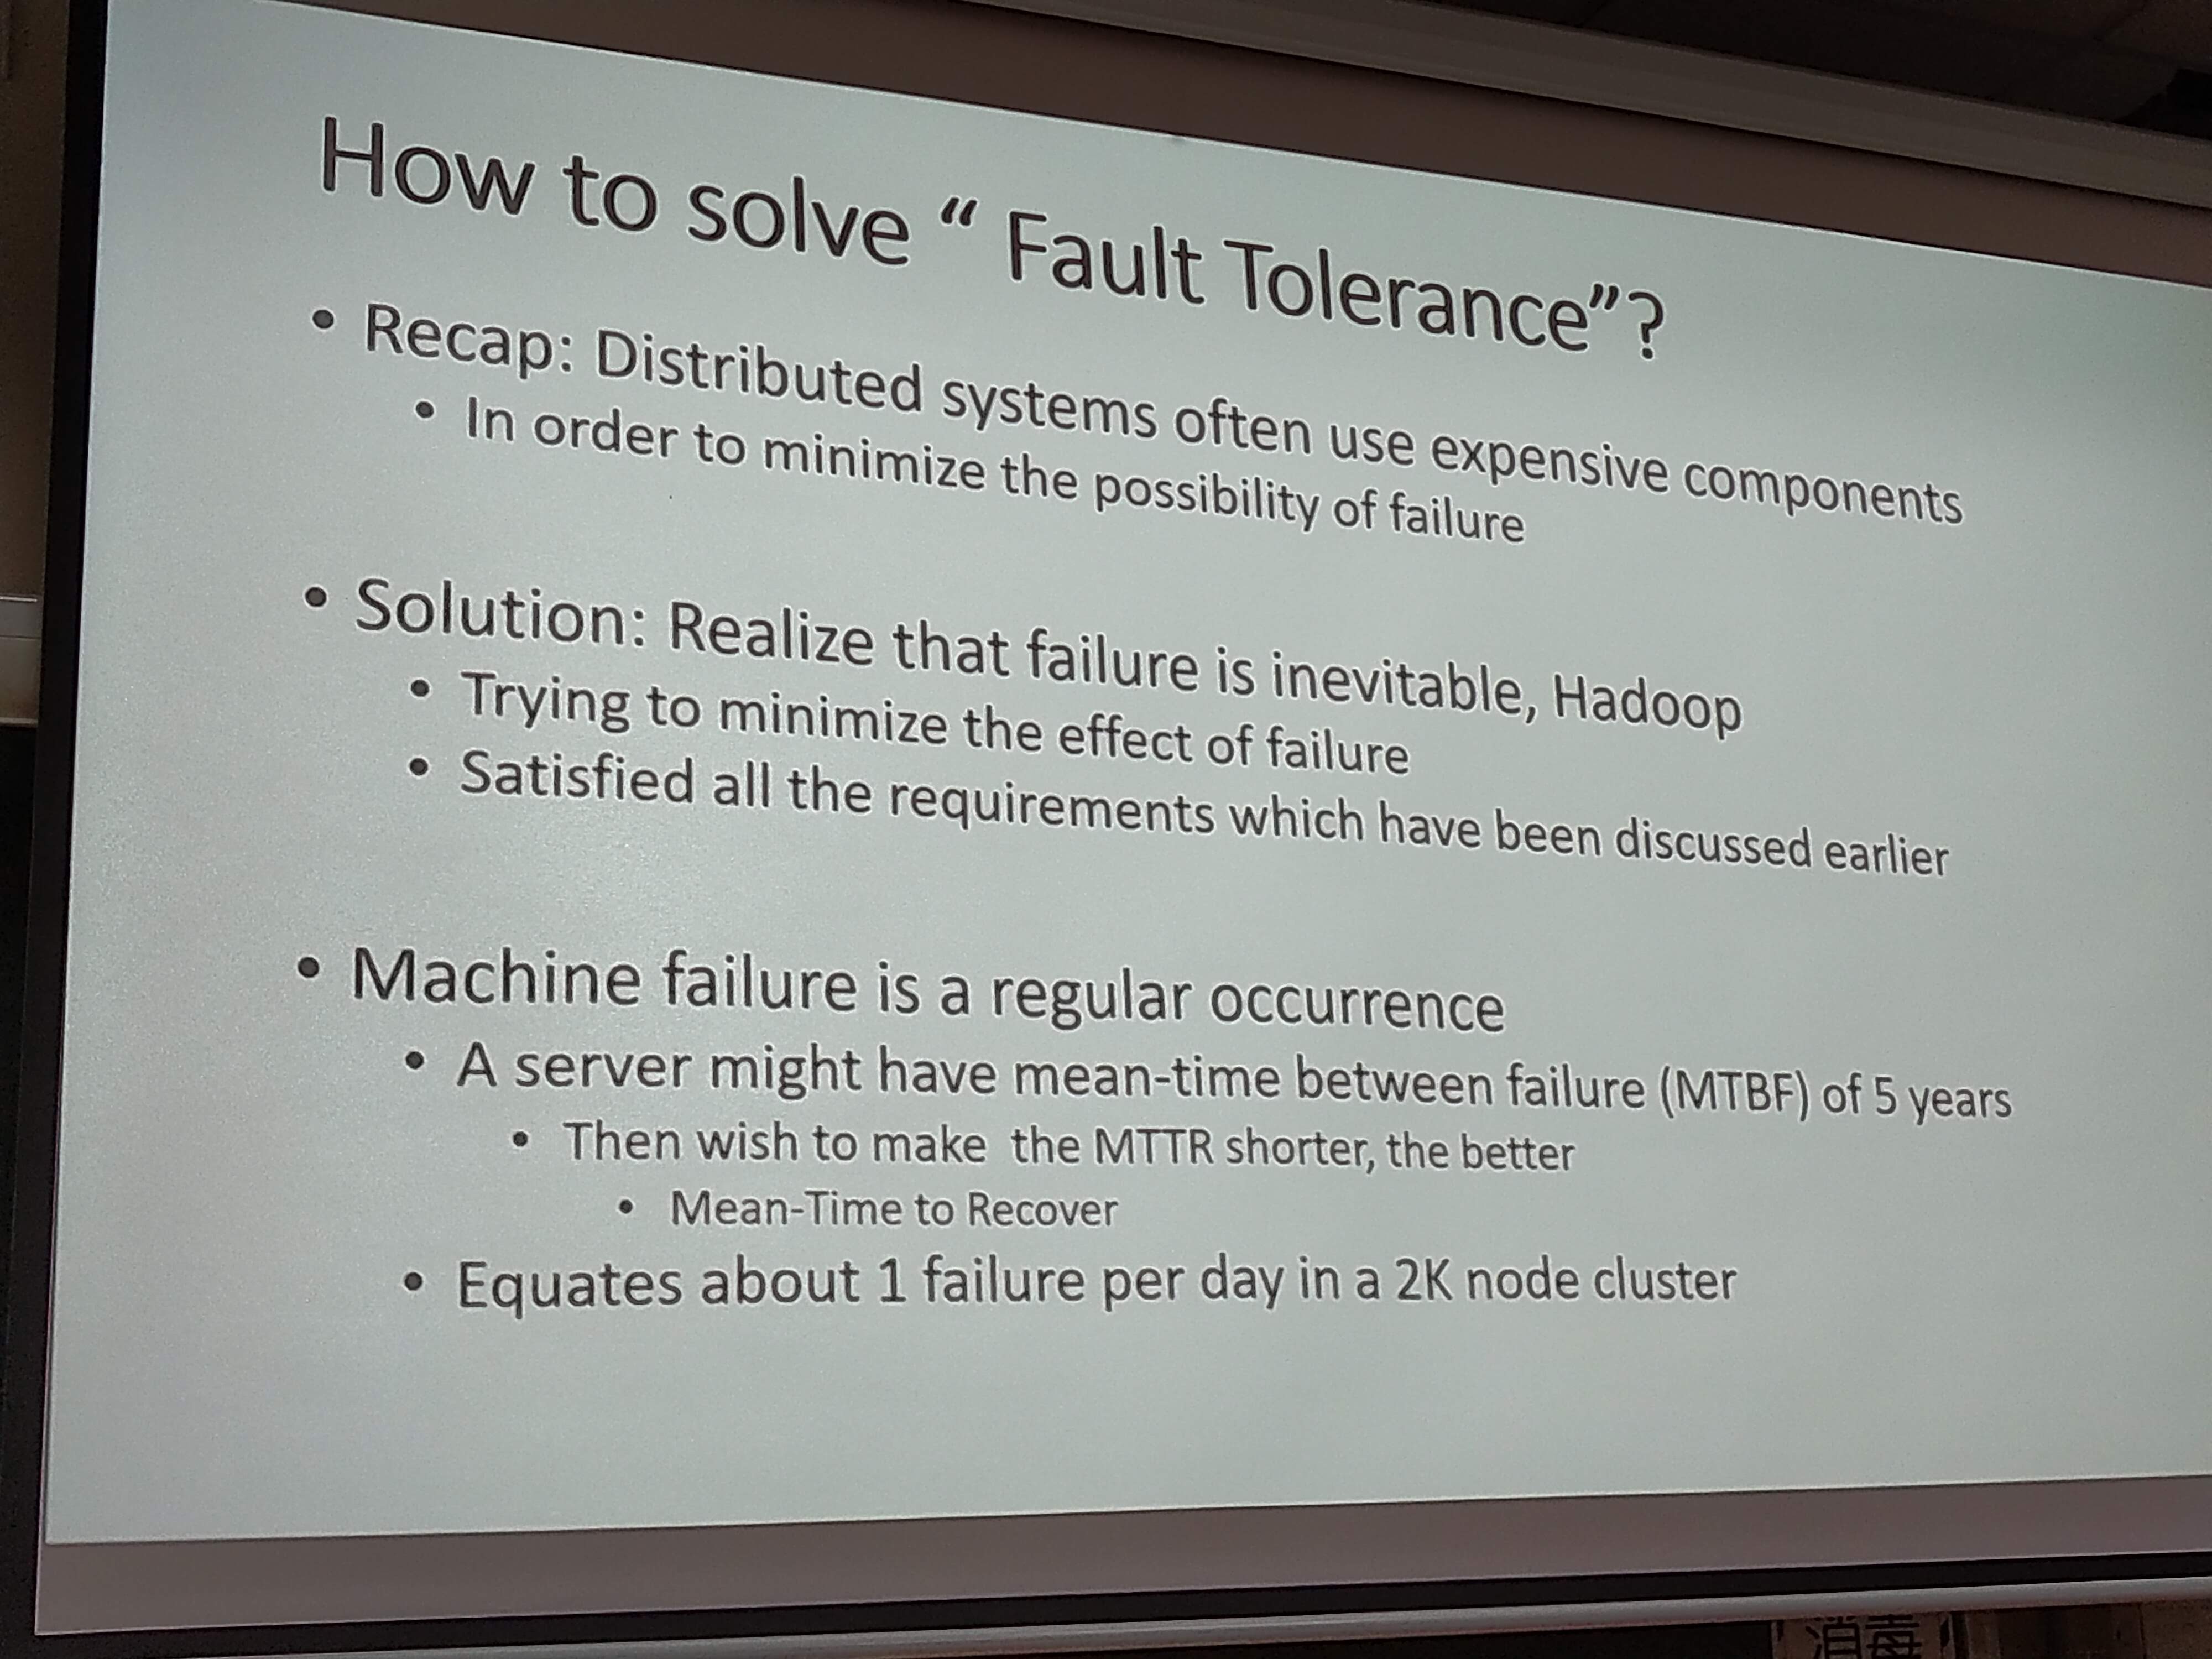 How to solve “ Fault Tolerance”?
• Recap: Distributed systems often use expensive components
• In order to minimize the possibility of failure
• Solution: Realize that failure is inevitable, Hadoop
• Trying to minimize the effect of failure
• Satisfied all the requirements which have been discussed earlier
• Machine failure is a regular occurrence
• A server might have mean-time between failure (MTBF) of 5 years
• Then wish to make  the MTTR shorter, the better
• Mean-Time to Recover
• Equates about 1 failure per day in a 2K node cluster
消毒